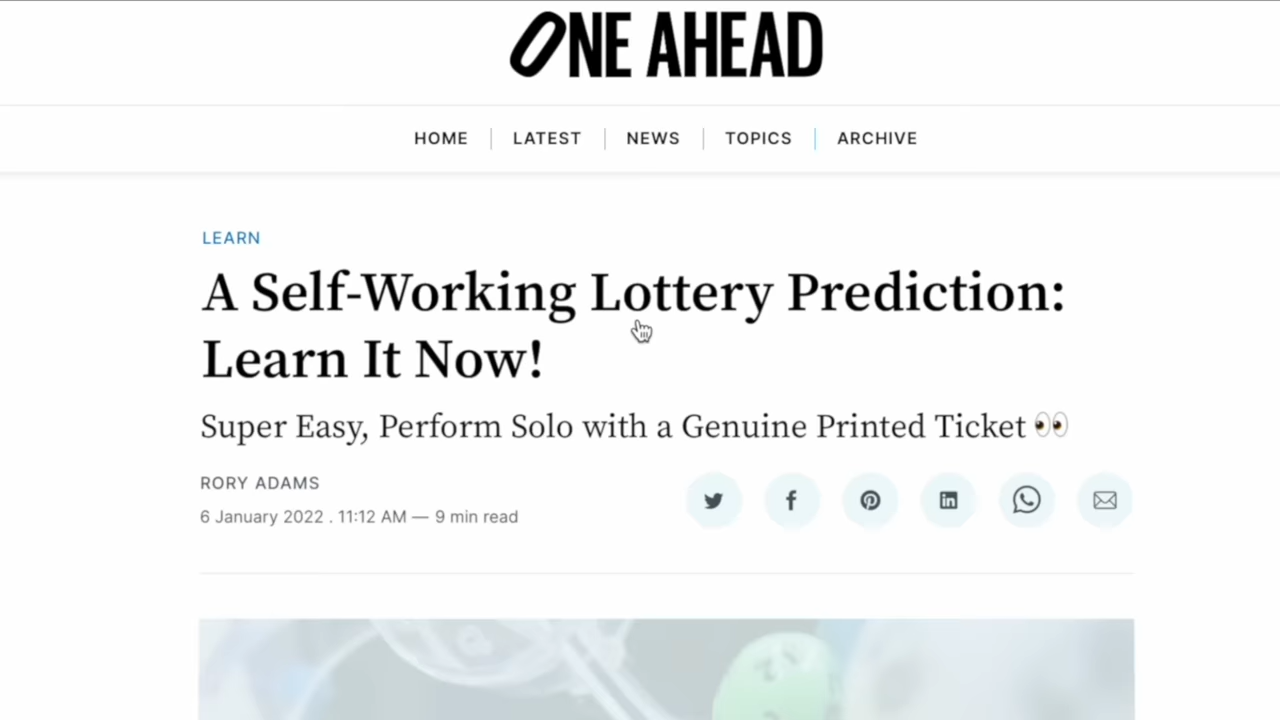 ONE AHEAD
HOME LATEST NEWS TOPICS ARCHIVE
LEARN
A Self-Working Lottery Prediction:
Learn It Now!
Super Easy, Perform Solo with a Genuine Printed Ticket 👀
RORY ADAMS
6 January 2022 . 11:12 AM — 9 min read